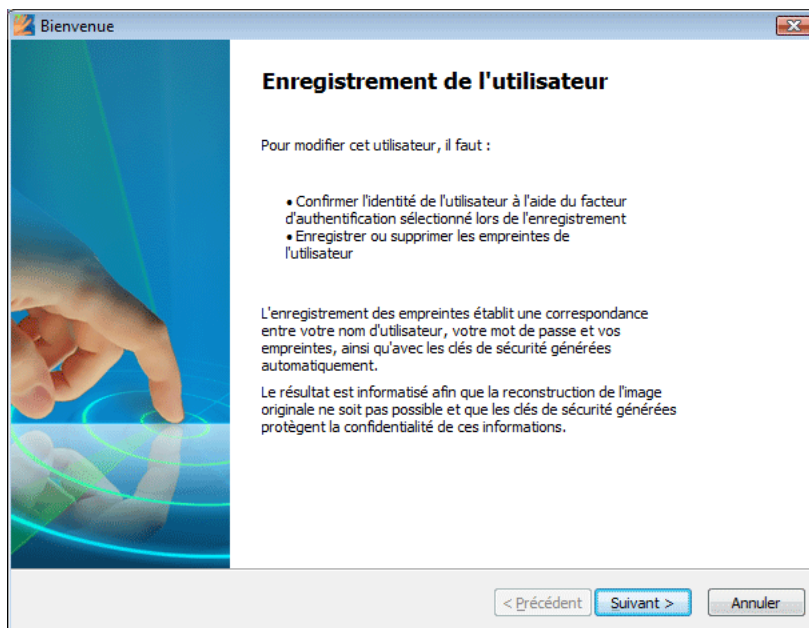 Bienvenue
Enregistrement de l'utilisateur
Pour modifier cet utilisateur, il faut :
• Confirmer l'identité de l'utilisateur à l'aide du facteur
d'authentification sélectionné lors de l'enregistrement
• Enregistrer ou supprimer les empreintes de
l'utilisateur
L'enregistrement des empreintes établit une correspondance
entre votre nom d'utilisateur, votre mot de passe et vos
empreintes, ainsi qu'avec les clés de sécurité générées
automatiquement.
Le résultat est informatisé afin que la reconstruction de l'image
originale ne soit pas possible et que les clés de sécurité générées
protègent la confidentialité de ces informations.
< Précédent Suivant > Annuler